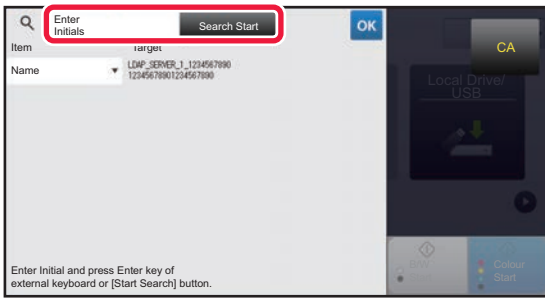 Enter
Initials
Search Start
OK
CA
Item
Target
Name
LDAP_SERVER_1_1234567890
12345678901234567890
Local Drive/
USB
Enter Initial and press Enter key of
external keyboard or [Start Search] button.
B/W
Start
Colour
Start